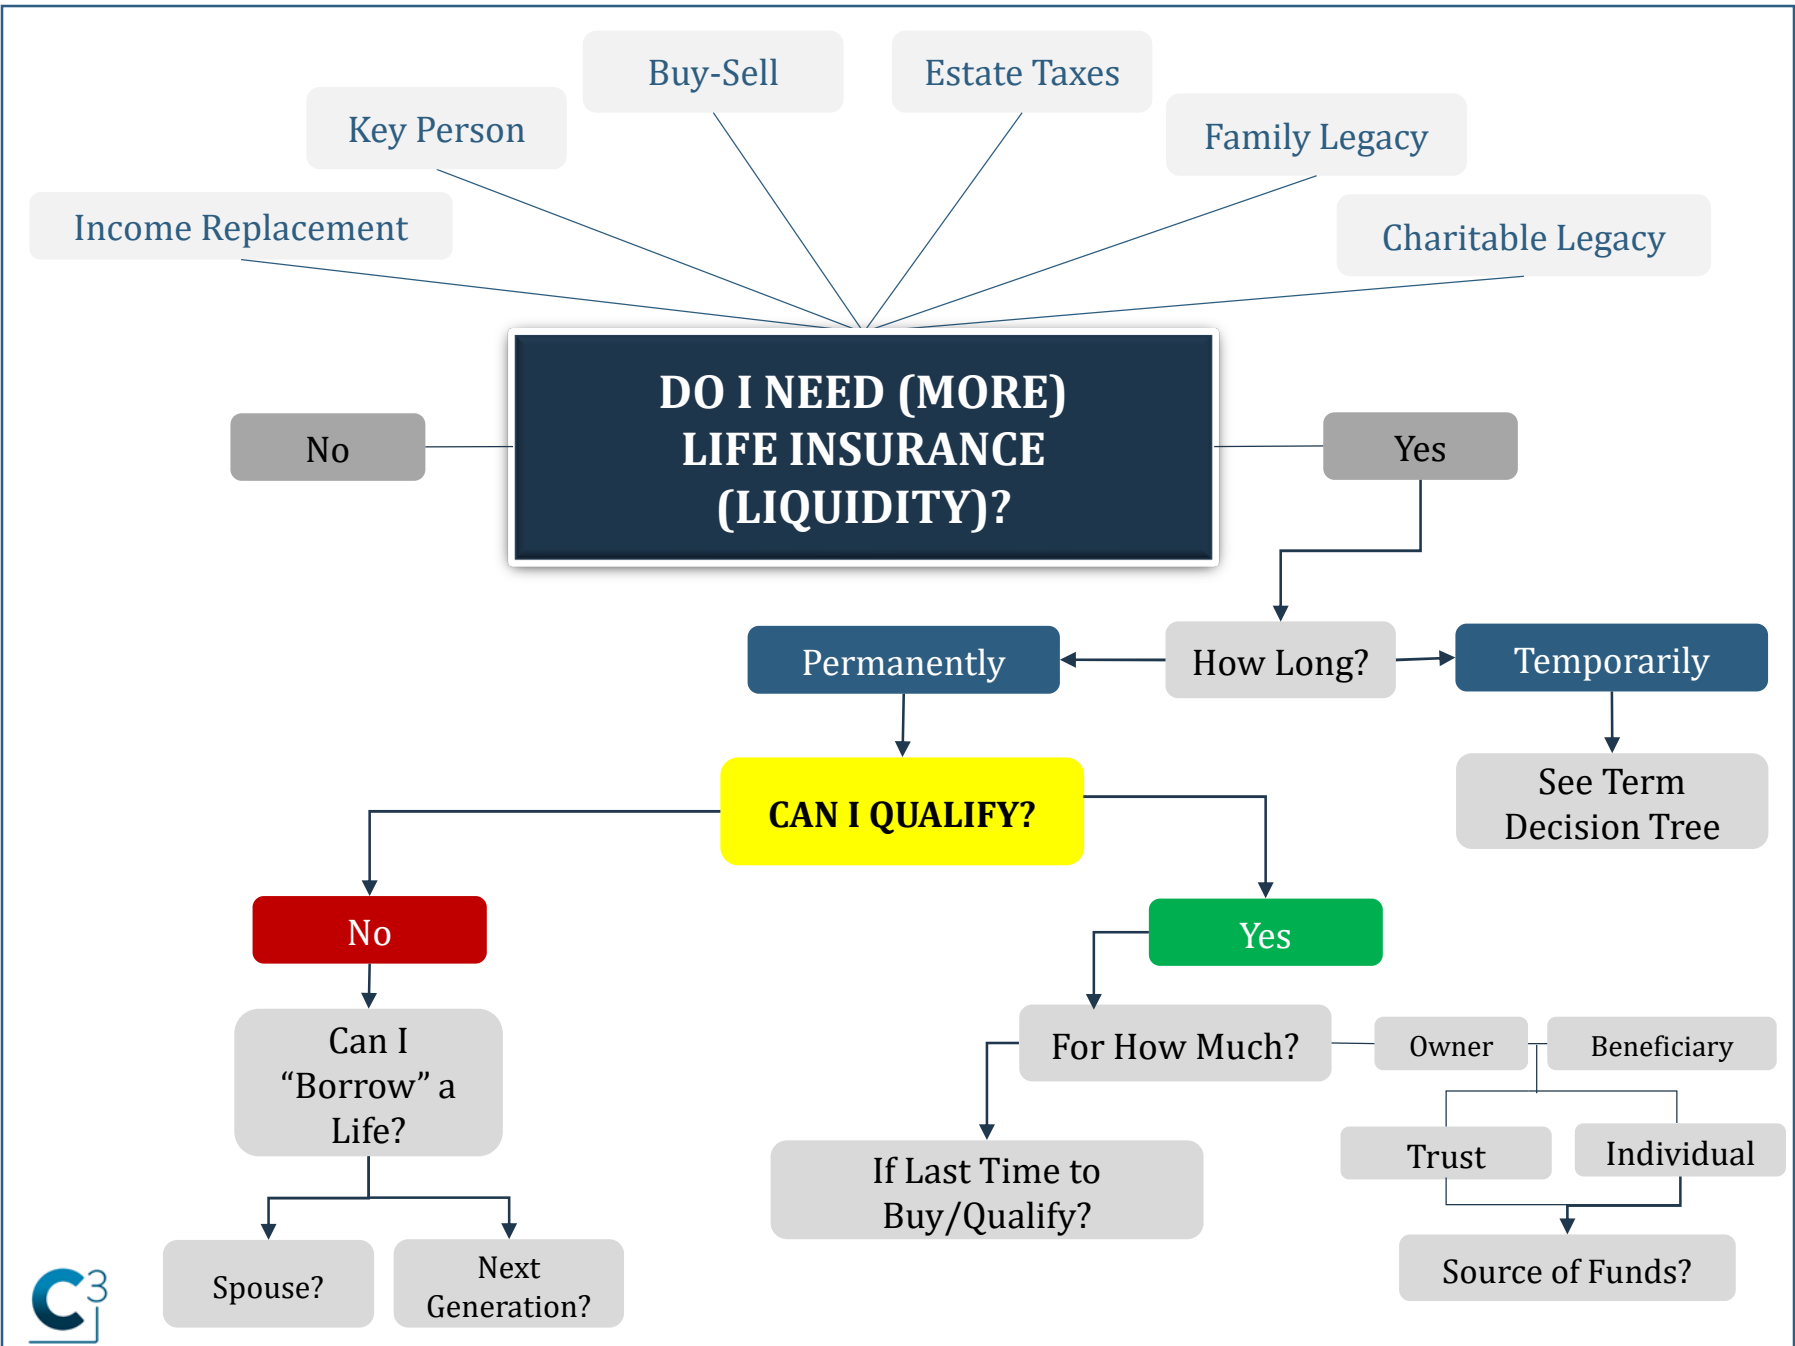 Buy-Sell
Estate Taxes
Key Person
Family Legacy
Income Replacement
Charitable Legacy
DO I NEED (MORE)
LIFE INSURANCE
(LIQUIDITY)?
No
Yes
Permanently
How Long?
Temporarily
CAN I QUALIFY?
See Term
Decision Tree
No
Yes
Can I
“Borrow” a
Life?
For How Much?
Owner
Beneficiary
If Last Time to
Buy/Qualify?
Trust
Individual
Spouse?
Next
Generation?
Source of Funds?
C3